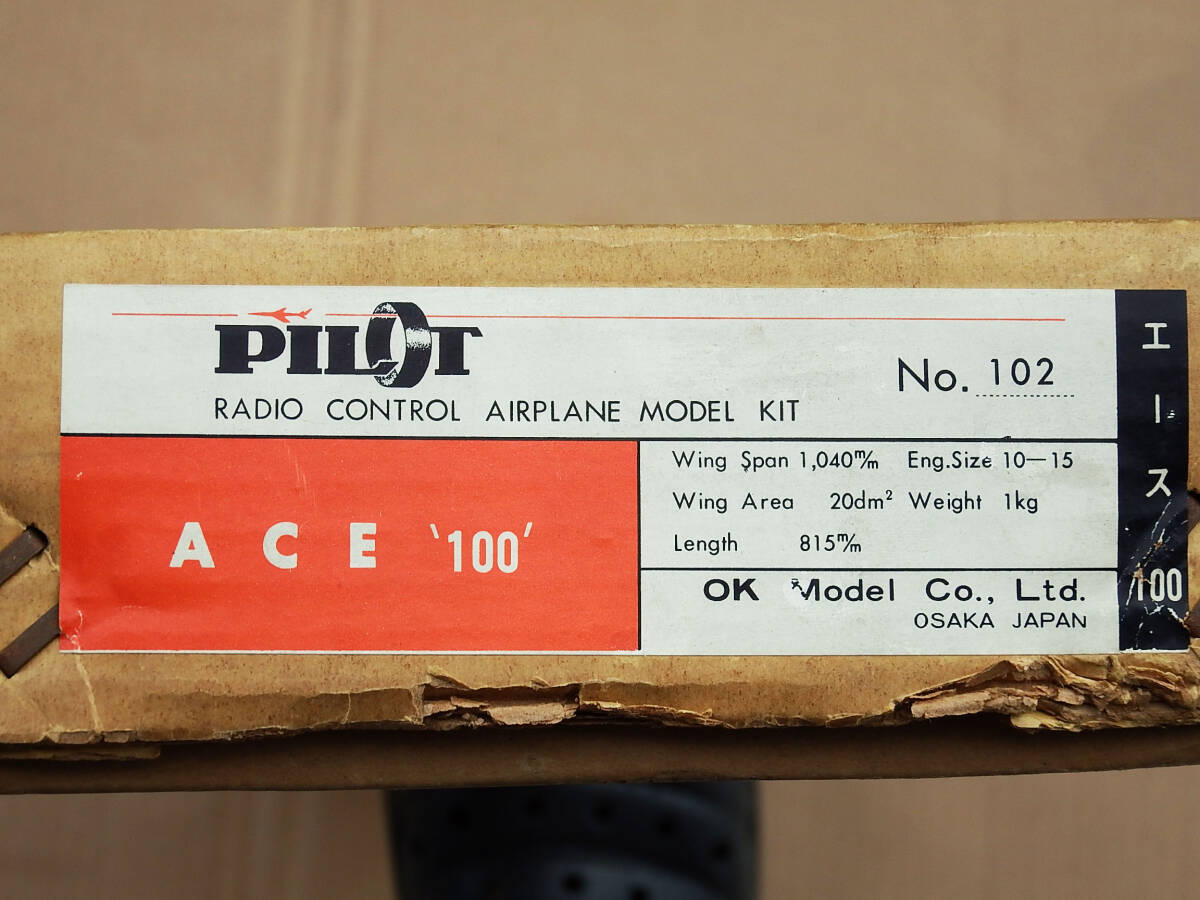 PILOT
RADIO CONTROL AIRPLANE MODEL KIT
No. 102
ACE '100'
Wing Span 1,040m/m Eng.Size 10—15
Wing Area 20dm² Weight 1kg
Length 815m/m
OK Model Co., Ltd.
OSAKA JAPAN
エース
100